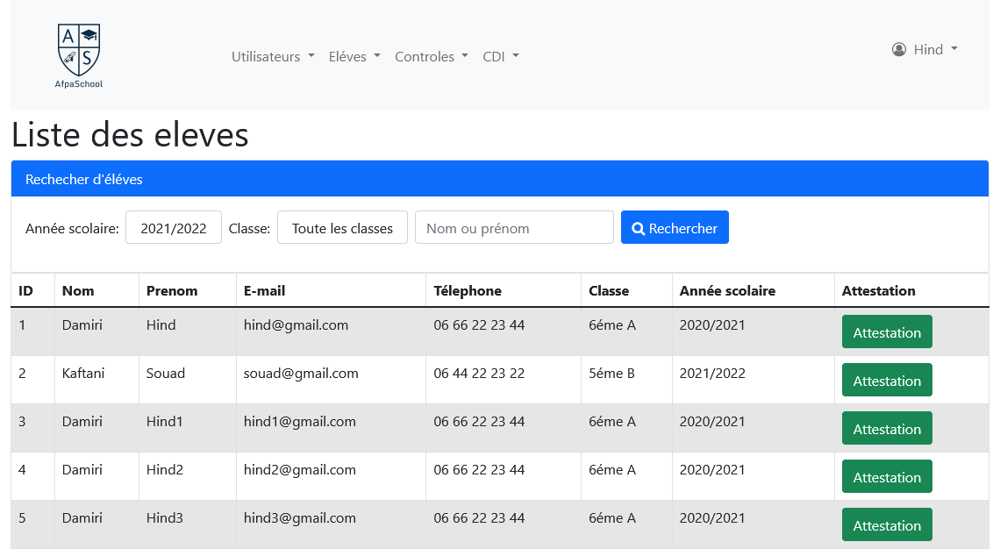 A
S
AfpaSchool
Utilisateurs Eléves Controles CDI Hind
Liste des eleves
Rechecher d'éléves
Année scolaire: 2021/2022 Classe: Toute les classes Nom ou prénom Rechercher
ID Nom Prenom E-mail Télephone Classe Année scolaire Attestation
1 Damiri Hind hind@gmail.com 06 66 22 23 44 6éme A 2020/2021 Attestation
2 Kaftani Souad souad@gmail.com 06 44 22 23 22 5éme B 2021/2022 Attestation
3 Damiri Hind1 hind1@gmail.com 06 66 22 23 44 6éme A 2020/2021 Attestation
4 Damiri Hind2 hind2@gmail.com 06 66 22 23 44 6éme A 2020/2021 Attestation
5 Damiri Hind3 hind3@gmail.com 06 66 22 23 44 6éme A 2020/2021 Attestation